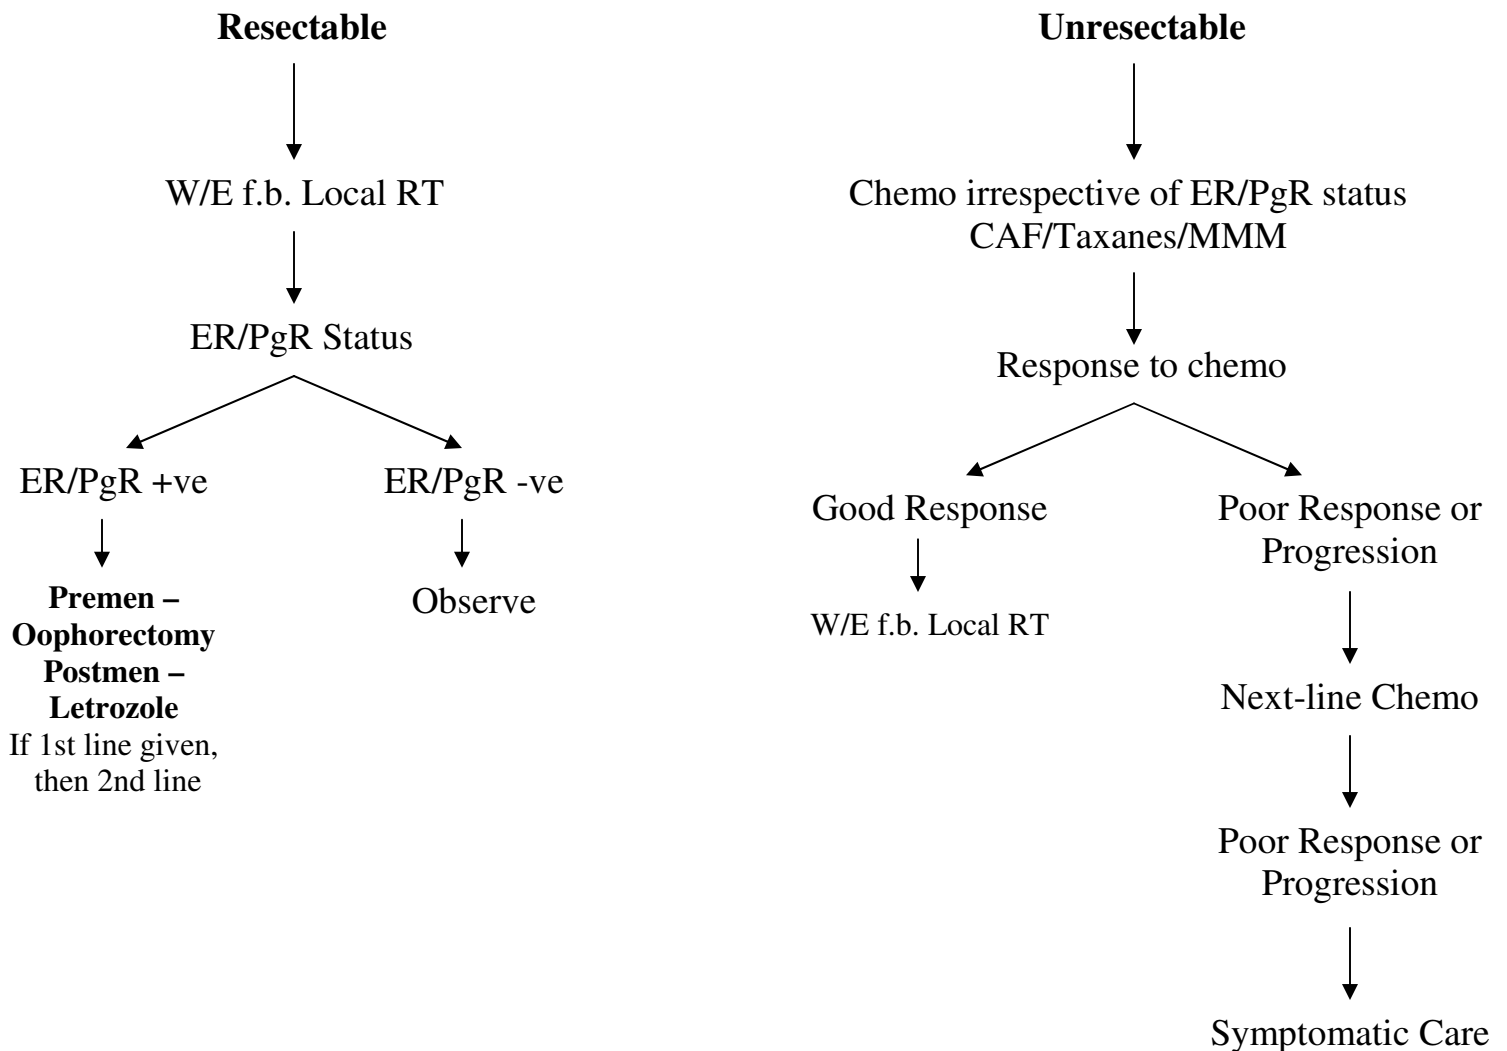 Resectable
W/E f.b. Local RT
ER/PgR Status
ER/PgR +ve
ER/PgR -ve
Premen –
Oophorectomy
Postmen –
Letrozole
If 1st line given,
then 2nd line
Observe
Unresectable
Chemo irrespective of ER/PgR status
CAF/Taxanes/MMM
Response to chemo
Good Response
W/E f.b. Local RT
Poor Response or
Progression
Next-line Chemo
Poor Response or
Progression
Symptomatic Care